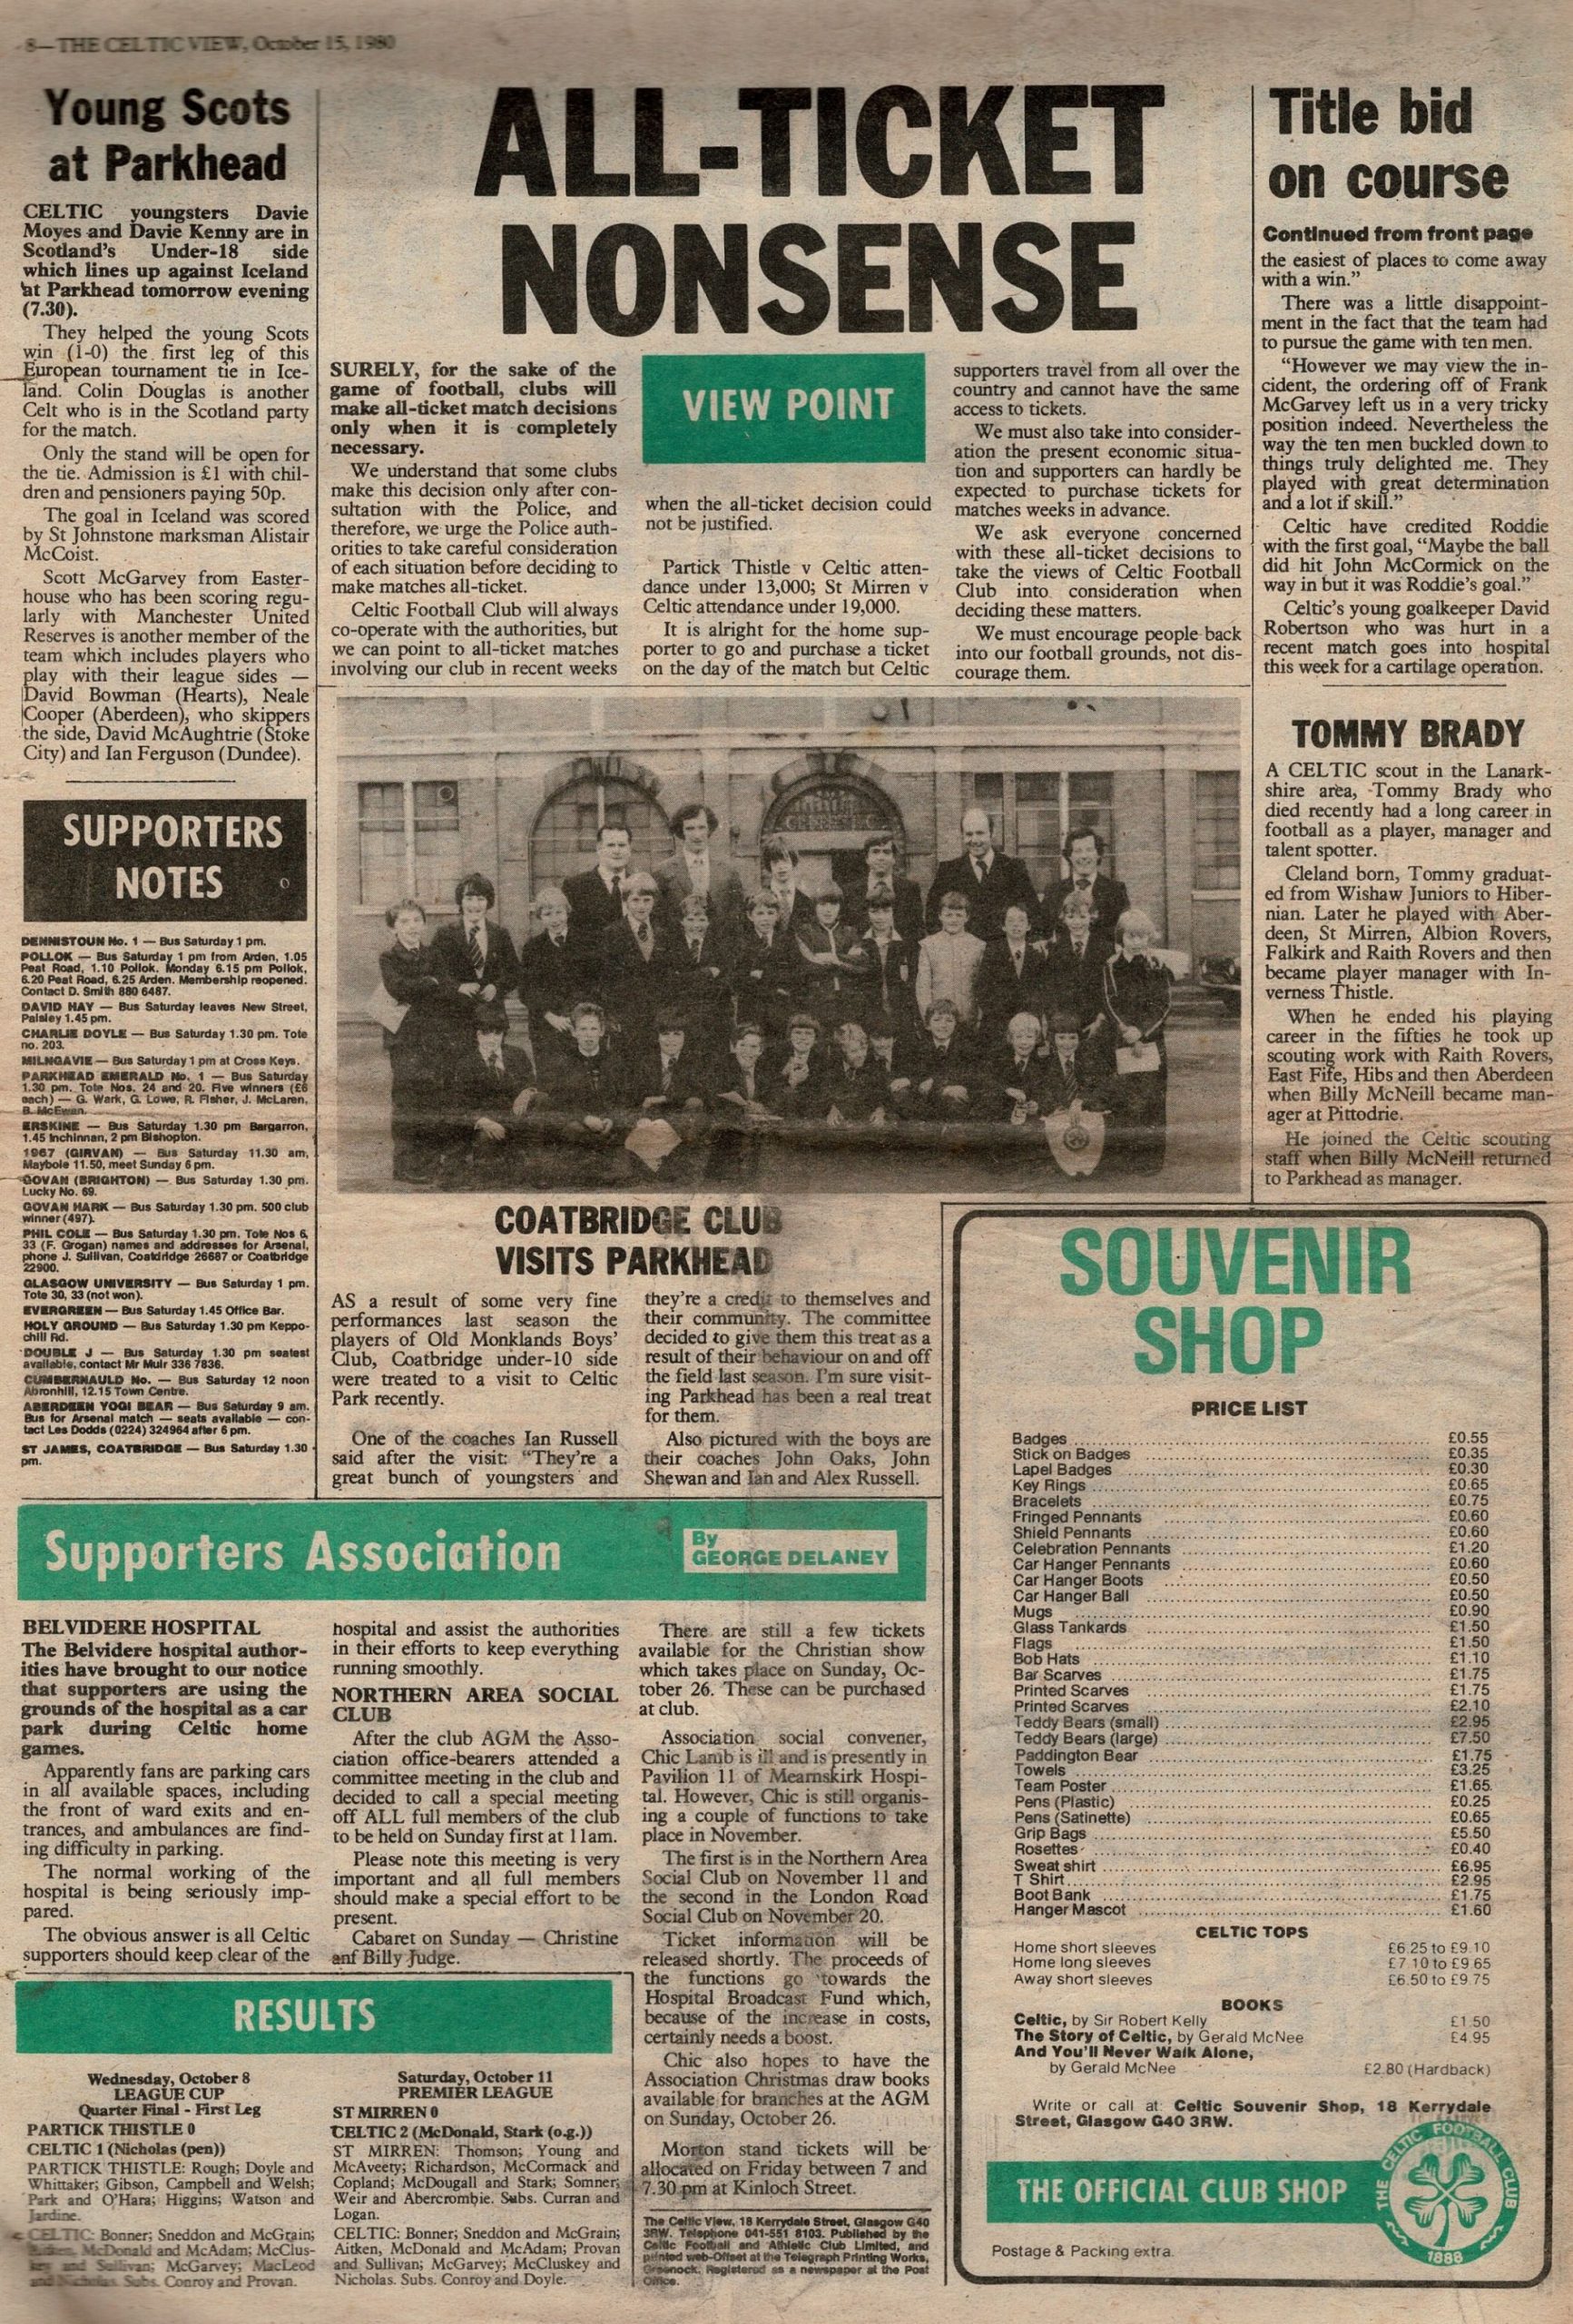 8—THE CELTIC VIEW, October 15, 1980
Young Scots
at Parkhead
CELTIC youngsters Davie
Moyes and Davie Kenny are in
Scotland's Under-18 side
which lines up against Iceland
at Parkhead tomorrow evening
(7.30).
They helped the young Scots
win (1-0) the first leg of this
European tournament tie in Ice-
land. Colin Douglas is another
Celt who is in the Scotland party
for the match.
Only the stand will be open for
the tie. Admission is £1 with chil-
dren and pensioners paying 50p.
The goal in Iceland was scored
by St Johnstone marksman Alistair
McCoist.
Scott McGarvey from Easter-
house who has been scoring regu-
larly with Manchester United
Reserves is another member of the
team which includes players who
play with their league sides —
David Bowman (Hearts), Neale
Cooper (Aberdeen), who skippers
the side, David McAughtrie (Stoke
City) and Ian Ferguson (Dundee).
SUPPORTERS
NOTES
DENNISTOUN No. 1 — Bus Saturday 1 pm.
POLLOK — Bus Saturday 1 pm from Arden, 1.05
Peat Road, 1.10 Pollok. Monday 6.15 pm Pollok,
6.20 Peat Road, 6.25 Arden. Membership reopened.
Contact D. Smith 880 6487.
DAVID HAY — Bus Saturday leaves New Street,
Paisley 1.45 pm.
CHARLIE DOYLE — Bus Saturday 1.30 pm. Tote
no. 203.
MILNGAVIE — Bus Saturday 1 pm at Cross Keys.
PARKHEAD EMERALD No. 1 — Bus Saturday
1.30 pm. Tote Nos. 24 and 20. Five winners (£6
each) — G. Wark, G. Lowe, R. Fisher, J. McLaren,
B. McEwan.
ERSKINE — Bus Saturday 1.30 pm Bargarron,
1.45 Inchinnan, 2 pm Bishopton.
1967 (GIRVAN) — Bus Saturday 11.30 am,
Maybole 11.50, meet Sunday 6 pm.
GOVAN (BRIGHTON) — Bus Saturday 1.30 pm.
Lucky No. 69.
GOVAN HARK — Bus Saturday 1.30 pm. 500 club
winner (497).
PHIL COLE — Bus Saturday 1.30 pm. Tote Nos 6,
33 (F. Grogan) names and addresses for Arsenal,
phone J. Sullivan, Coatdridge 26687 or Coatbridge
22900.
GLASGOW UNIVERSITY — Bus Saturday 1 pm.
Tote 30, 33 (not won).
EVERGREEN — Bus Saturday 1.45 Office Bar.
HOLY GROUND — Bus Saturday 1.30 pm Keppo-
chill Rd.
DOUBLE J — Bus Saturday 1.30 pm seatest
available, contact Mr Muir 336 7836.
CUMBERNAULD No. — Bus Saturday 12 noon
Abronhill, 12.15 Town Centre.
ABERDEEN YOGI BEAR — Bus Saturday 9 am.
Bus for Arsenal match — seats available — con-
tact Les Dodds (0224) 324964 after 6 pm.
ST JAMES, COATBRIDGE — Bus Saturday 1.30
pm.
ALL-TICKET
NONSENSE
SURELY, for the sake of the
game of football, clubs will
make all-ticket match decisions
only when it is completely
necessary.
We understand that some clubs
make this decision only after con-
sultation with the Police, and
therefore, we urge the Police auth-
orities to take careful consideration
of each situation before deciding to
make matches all-ticket.
Celtic Football Club will always
co-operate with the authorities, but
we can point to all-ticket matches
involving our club in recent weeks
VIEW POINT
when the all-ticket decision could
not be justified.
Partick Thistle v Celtic atten-
dance under 13,000; St Mirren v
Celtic attendance under 19,000.
It is alright for the home sup-
porter to go and purchase a ticket
on the day of the match but Celtic
supporters travel from all over the
country and cannot have the same
access to tickets.
We must also take into consider-
ation the present economic situa-
tion and supporters can hardly be
expected to purchase tickets for
matches weeks in advance.
We ask everyone concerned
with these all-ticket decisions to
take the views of Celtic Football
Club into consideration when
deciding these matters.
We must encourage people back
into our football grounds, not dis-
courage them.
Title bid
on course
Continued from front page
the easiest of places to come away
with a win."
There was a little disappoint-
ment in the fact that the team had
to pursue the game with ten men.
"However we may view the in-
cident, the ordering off of Frank
McGarvey left us in a very tricky
position indeed. Nevertheless the
way the ten men buckled down to
things truly delighted me. They
played with great determination
and a lot if skill."
Celtic have credited Roddie
with the first goal, "Maybe the ball
did hit John McCormick on the
way in but it was Roddie's goal."
Celtic's young goalkeeper David
Robertson who was hurt in a
recent match goes into hospital
this week for a cartilage operation.
TOMMY BRADY
A CELTIC scout in the Lanark-
shire area, Tommy Brady who
died recently had a long career in
football as a player, manager and
talent spotter.
Cleland born, Tommy graduat-
ed from Wishaw Juniors to Hiber-
nian. Later he played with Aber-
deen, St Mirren, Albion Rovers,
Falkirk and Raith Rovers and then
became player manager with In-
verness Thistle.
When he ended his playing
career in the fifties he took up
scouting work with Raith Rovers,
East Fife, Hibs and then Aberdeen
when Billy McNeill became man-
ager at Pittodrie.
He joined the Celtic scouting
staff when Billy McNeill returned
to Parkhead as manager.
COATBRIDGE CLUB
VISITS PARKHEAD
AS a result of some very fine
performances last season the
players of Old Monklands Boys'
Club, Coatbridge under-10 side
were treated to a visit to Celtic
Park recently.
One of the coaches Ian Russell
said after the visit: "They're a
great bunch of youngsters and
they're a credit to themselves and
their community. The committee
decided to give them this treat as a
result of their behaviour on and off
the field last season. I'm sure visit-
ing Parkhead has been a real treat
for them.
Also pictured with the boys are
their coaches John Oaks, John
Shewan and Ian and Alex Russell.
Supporters Association
By
GEORGE DELANEY
BELVIDERE HOSPITAL
The Belvidere hospital author-
ities have brought to our notice
that supporters are using the
grounds of the hospital as a car
park during Celtic home
games.
Apparently fans are parking cars
in all available spaces, including
the front of ward exits and en-
trances, and ambulances are find-
ing difficulty in parking.
The normal working of the
hospital is being seriously imp-
pared.
The obvious answer is all Celtic
supporters should keep clear of the
hospital and assist the authorities
in their efforts to keep everything
running smoothly.
NORTHERN AREA SOCIAL
CLUB
After the club AGM the Asso-
ciation office-bearers attended a
committee meeting in the club and
decided to call a special meeting
off ALL full members of the club
to be held on Sunday first at 11am.
Please note this meeting is very
important and all full members
should make a special effort to be
present.
Cabaret on Sunday — Christine
anf Billy Judge.
There are still a few tickets
available for the Christian show
which takes place on Sunday, Oc-
tober 26. These can be purchased
at club.
Association social convener,
Chic Lamb is ill and is presently in
Pavilion 11 of Mearnskirk Hospi-
tal. However, Chic is still organis-
ing a couple of functions to take
place in November.
The first is in the Northern Area
Social Club on November 11 and
the second in the London Road
Social Club on November 20.
Ticket information will be
released shortly. The proceeds of
the functions go towards the
Hospital Broadcast Fund which,
because of the increase in costs,
certainly needs a boost.
Chic also hopes to have the
Association Christmas draw books
available for branches at the AGM
on Sunday, October 26.
Morton stand tickets will be
allocated on Friday between 7 and
7.30 pm at Kinloch Street.
The Celtic View, 18 Kerrydale Street, Glasgow G40
3RW. Telephone 041-551 8103. Published by the
Celtic Football and Athletic Club Limited, and
printed web-Offset at the Telegraph Printing Works,
Greenock. Registered as a newspaper at the Post
Office.
RESULTS
Wednesday, October 8
LEAGUE CUP
Quarter Final - First Leg
PARTICK THISTLE 0
CELTIC 1 (Nicholas (pen))
PARTICK THISTLE: Rough; Doyle and
Whittaker; Gibson, Campbell and Welsh;
Park and O'Hara; Higgins; Watson and
Jardine.
CELTIC: Bonner; Sneddon and McGrain;
Aitken, McDonald and McAdam; McClus-
key and Sullivan; McGarvey; MacLeod
and Nicholas. Subs. Conroy and Provan.
Saturday, October 11
PREMIER LEAGUE
ST MIRREN 0
CELTIC 2 (McDonald, Stark (o.g.))
ST MIRREN: Thomson; Young and
McAveety; Richardson, McCormack and
Copland; McDougall and Stark; Somner;
Weir and Abercrombie. Subs. Curran and
Logan.
CELTIC: Bonner; Sneddon and McGrain;
Aitken, McDonald and McAdam; Provan
and Sullivan; McGarvey; McCluskey and
Nicholas. Subs. Conroy and Doyle.
SOUVENIR
SHOP
PRICE LIST
Badges £0.55
Stick on Badges £0.35
Lapel Badges £0.30
Key Rings £0.65
Bracelets £0.75
Fringed Pennants £0.60
Shield Pennants £0.60
Celebration Pennants £1.20
Car Hanger Pennants £0.60
Car Hanger Boots £0.50
Car Hanger Ball £0.50
Mugs £0.90
Glass Tankards £1.50
Flags £1.50
Bob Hats £1.10
Bar Scarves £1.75
Printed Scarves £1.75
Printed Scarves £2.10
Teddy Bears (small) £2.95
Teddy Bears (large) £7.50
Paddington Bear £1.75
Towels £3.25
Team Poster £1.65
Pens (Plastic) £0.25
Pens (Satinette) £0.65
Grip Bags £5.50
Rosettes £0.40
Sweat shirt £6.95
T Shirt £2.95
Boot Bank £1.75
Hanger Mascot £1.60
CELTIC TOPS
Home short sleeves £6.25 to £9.10
Home long sleeves £7.10 to £9.65
Away short sleeves £6.50 to £9.75
BOOKS
Celtic, by Sir Robert Kelly £1.50
The Story of Celtic, by Gerald McNee £4.95
And You'll Never Walk Alone,
by Gerald McNee £2.80 (Hardback)
Write or call at: Celtic Souvenir Shop, 18 Kerrydale
Street, Glasgow G40 3RW.
THE OFFICIAL CLUB SHOP
THE CELTIC FOOTBALL CLUB
1888
Postage & Packing extra.